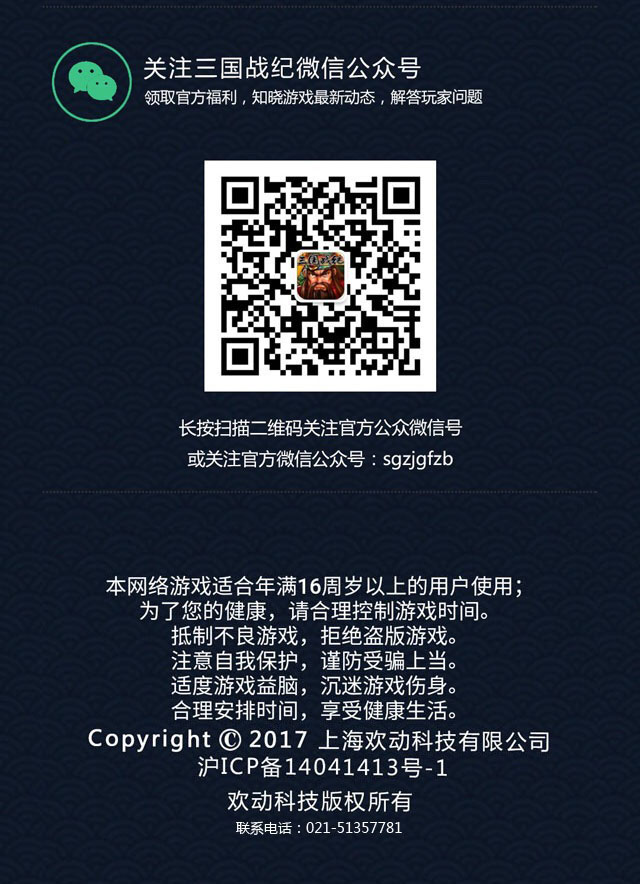 关注三国战纪微信公众号
领取官方福利，知晓游戏最新动态，解答玩家问题
三国战纪
长按扫描二维码关注官方公众微信号
或关注官方微信公众号：sgzjgfzb
本网络游戏适合年满16周岁以上的用户使用；
为了您的健康，请合理控制游戏时间。
抵制不良游戏，拒绝盗版游戏。
注意自我保护，谨防受骗上当。
适度游戏益脑，沉迷游戏伤身。
合理安排时间，享受健康生活。
Copyright © 2017 上海欢动科技有限公司
沪ICP备14041413号-1
欢动科技版权所有
联系电话：021-51357781